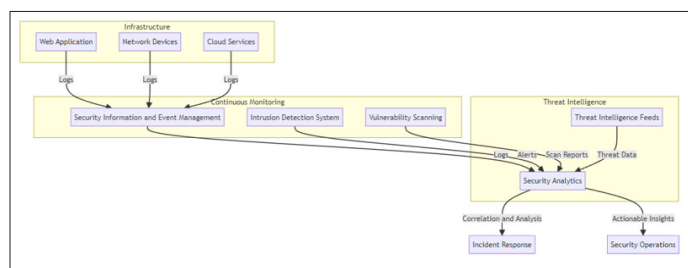 Infrastructure
Web Application Network Devices Cloud Services
Logs Logs Logs
Continuous Monitoring Threat Intelligence
Security Information and Event Management Intrusion Detection System Vulnerability Scanning Threat Intelligence Feeds
Logs Alerts Scan Reports Threat Data
Security Analytics
Correlation and Analysis Actionable Insights
Incident Response Security Operations